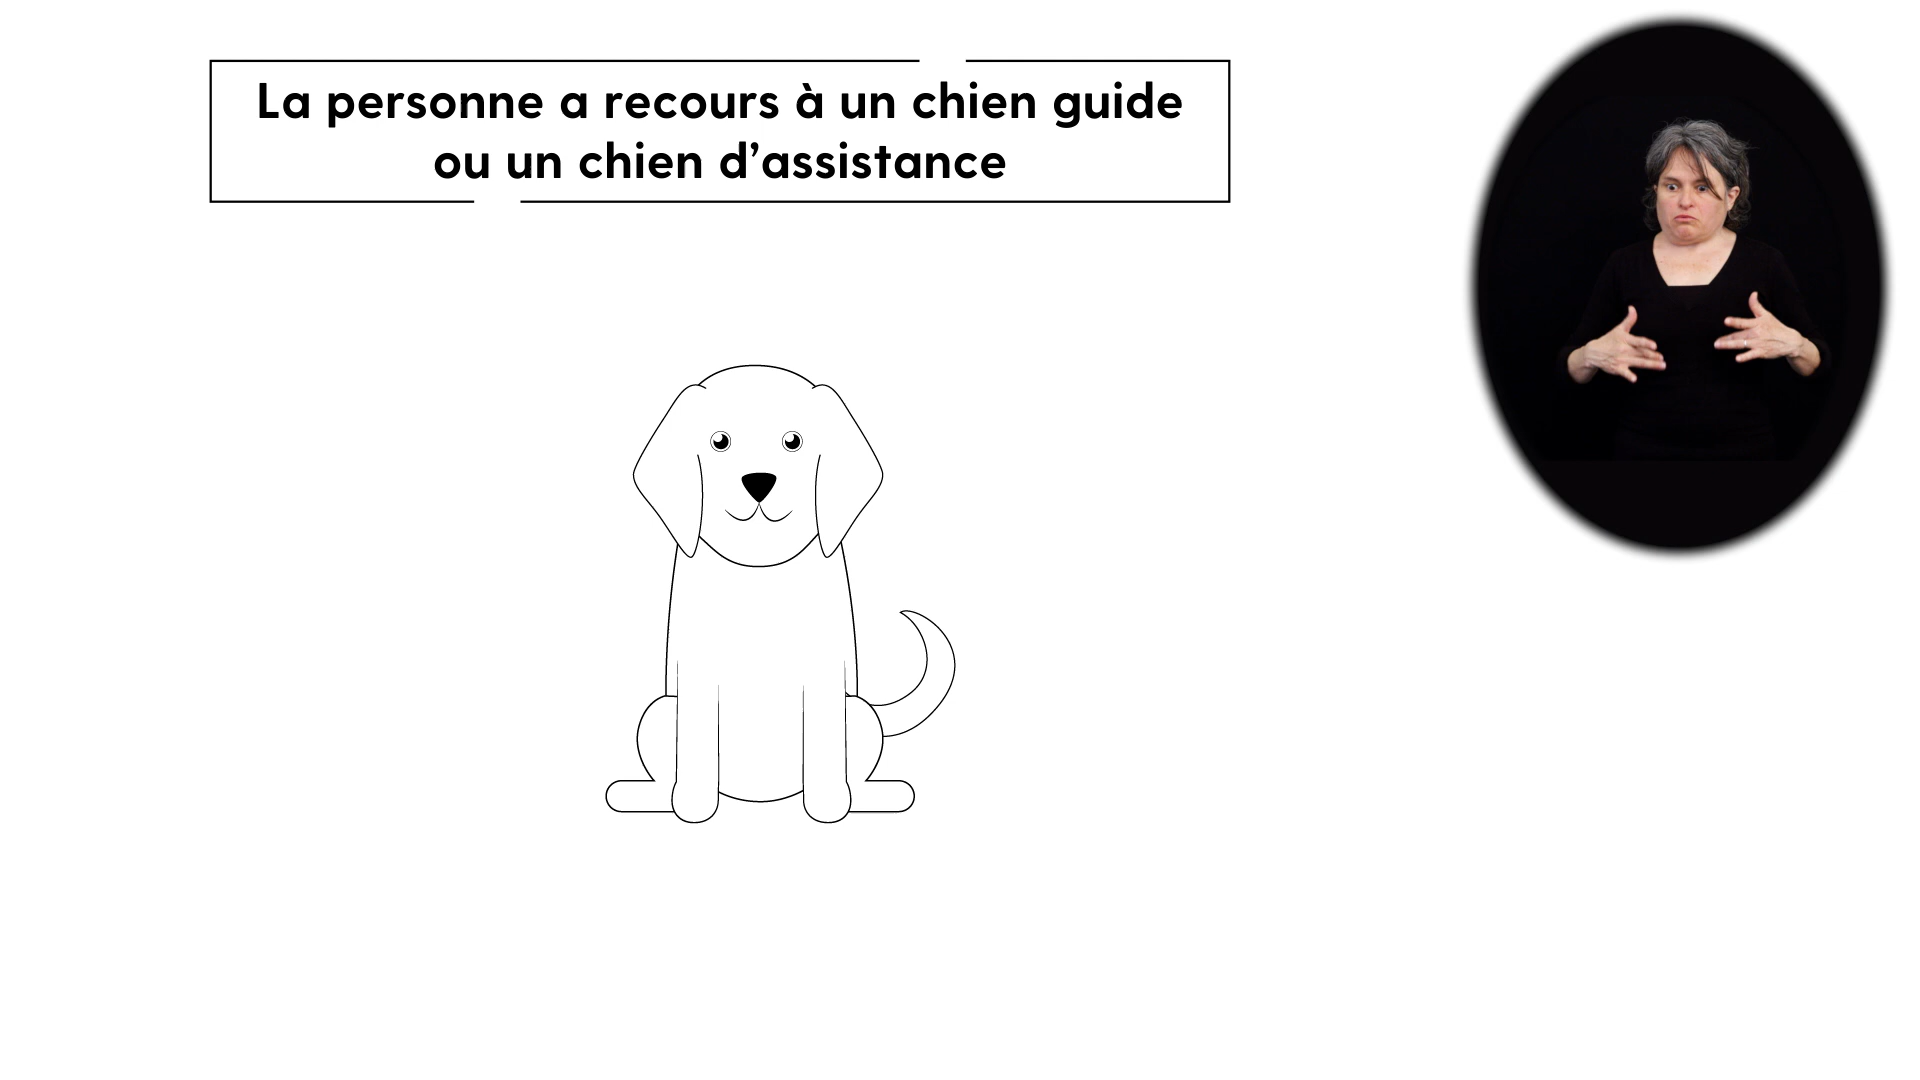 La personne a recours à un chien guide
ou un chien d’assistance